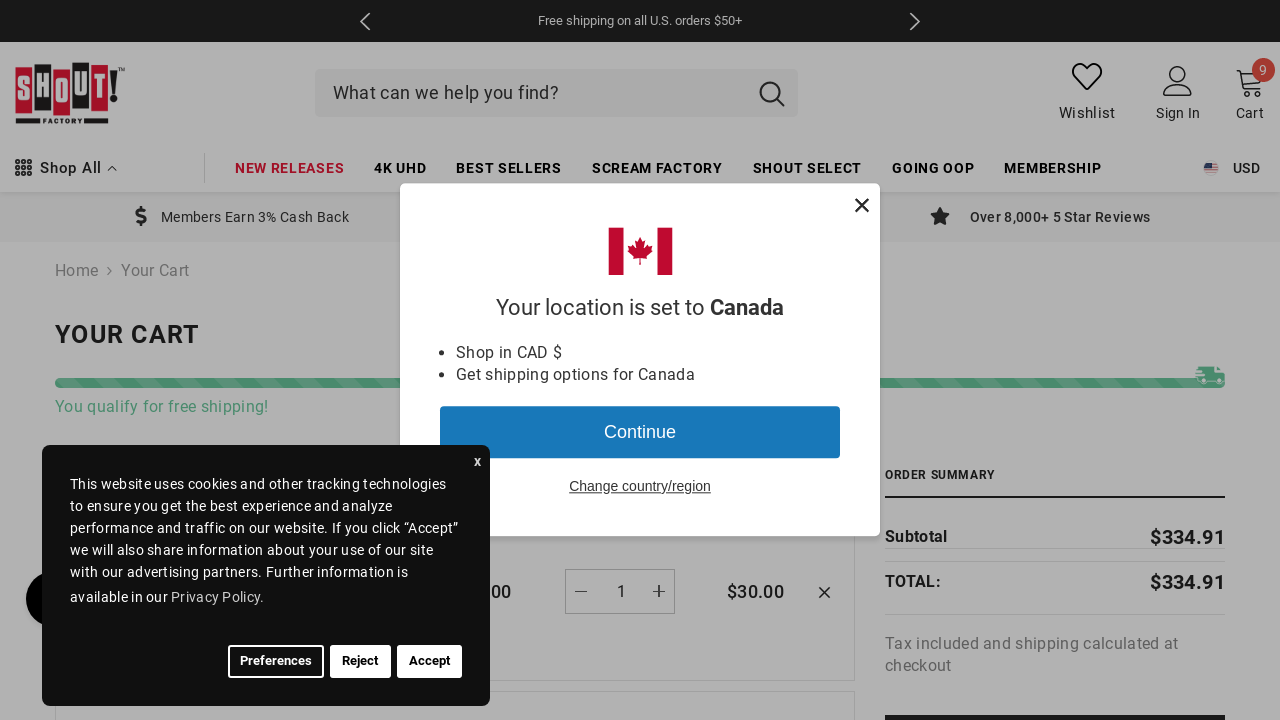 Free shipping on all U.S. orders $50+
SHOUT!
TM
FACTORY
What can we help you find?
Wishlist
Sign In
9
Cart
Shop All
NEW RELEASES
4K UHD
BEST SELLERS
SCREAM FACTORY
SHOUT SELECT
GOING OOP
MEMBERSHIP
USD
Members Earn 3% Cash Back
Over 8,000+ 5 Star Reviews
Home > Your Cart
YOUR CART
You qualify for free shipping!
Your location is set to Canada
• Shop in CAD $
• Get shipping options for Canada
Continue
Change country/region
x
This website uses cookies and other tracking technologies
to ensure you get the best experience and analyze
performance and traffic on our website. If you click “Accept”
we will also share information about your use of our site
with our advertising partners. Further information is
available in our Privacy Policy.
Preferences
Reject
Accept
00
1
$30.00
ORDER SUMMARY
Subtotal $334.91
TOTAL: $334.91
Tax included and shipping calculated at
checkout